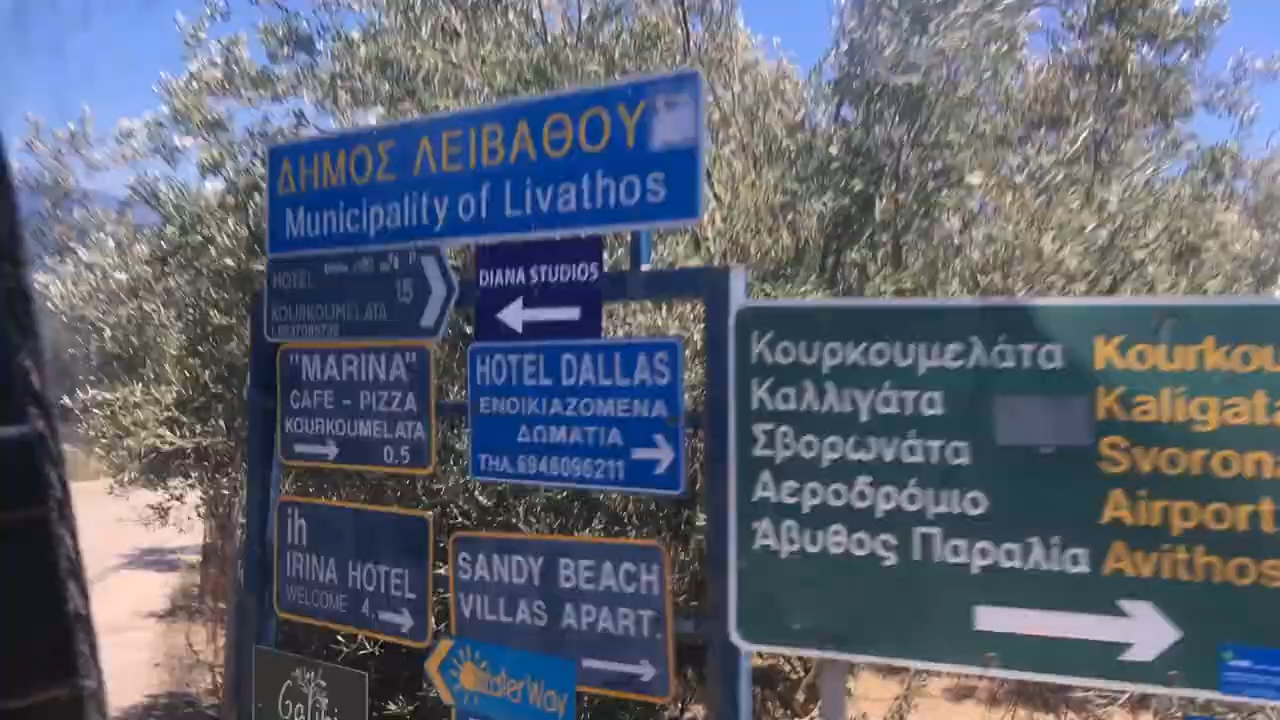 ΔΗΜΟΣ ΛΕΙΒΑΘΟΥ
Municipality of Livathos
HOTEL
15
KOURKOUMELATA
DIANA STUDIOS
"MARINA"
CAFE - PIZZA
KOURKOUMELATA
0.5
HOTEL DALLAS
ΕΝΟΙΚΙΑΖΟΜΕΝΑ
ΔΩΜΑΤΙΑ
ΤΗΛ.6946096211
ih
IRINA HOTEL
WELCOME 4.
SANDY BEACH
VILLAS APART.
Κουρκουμελάτα Kourkou
Καλλιγάτα Kaligata
Σβορωνάτα Svoron
Αεροδρόμιο Airport
Άβυθος Παραλία Avithos